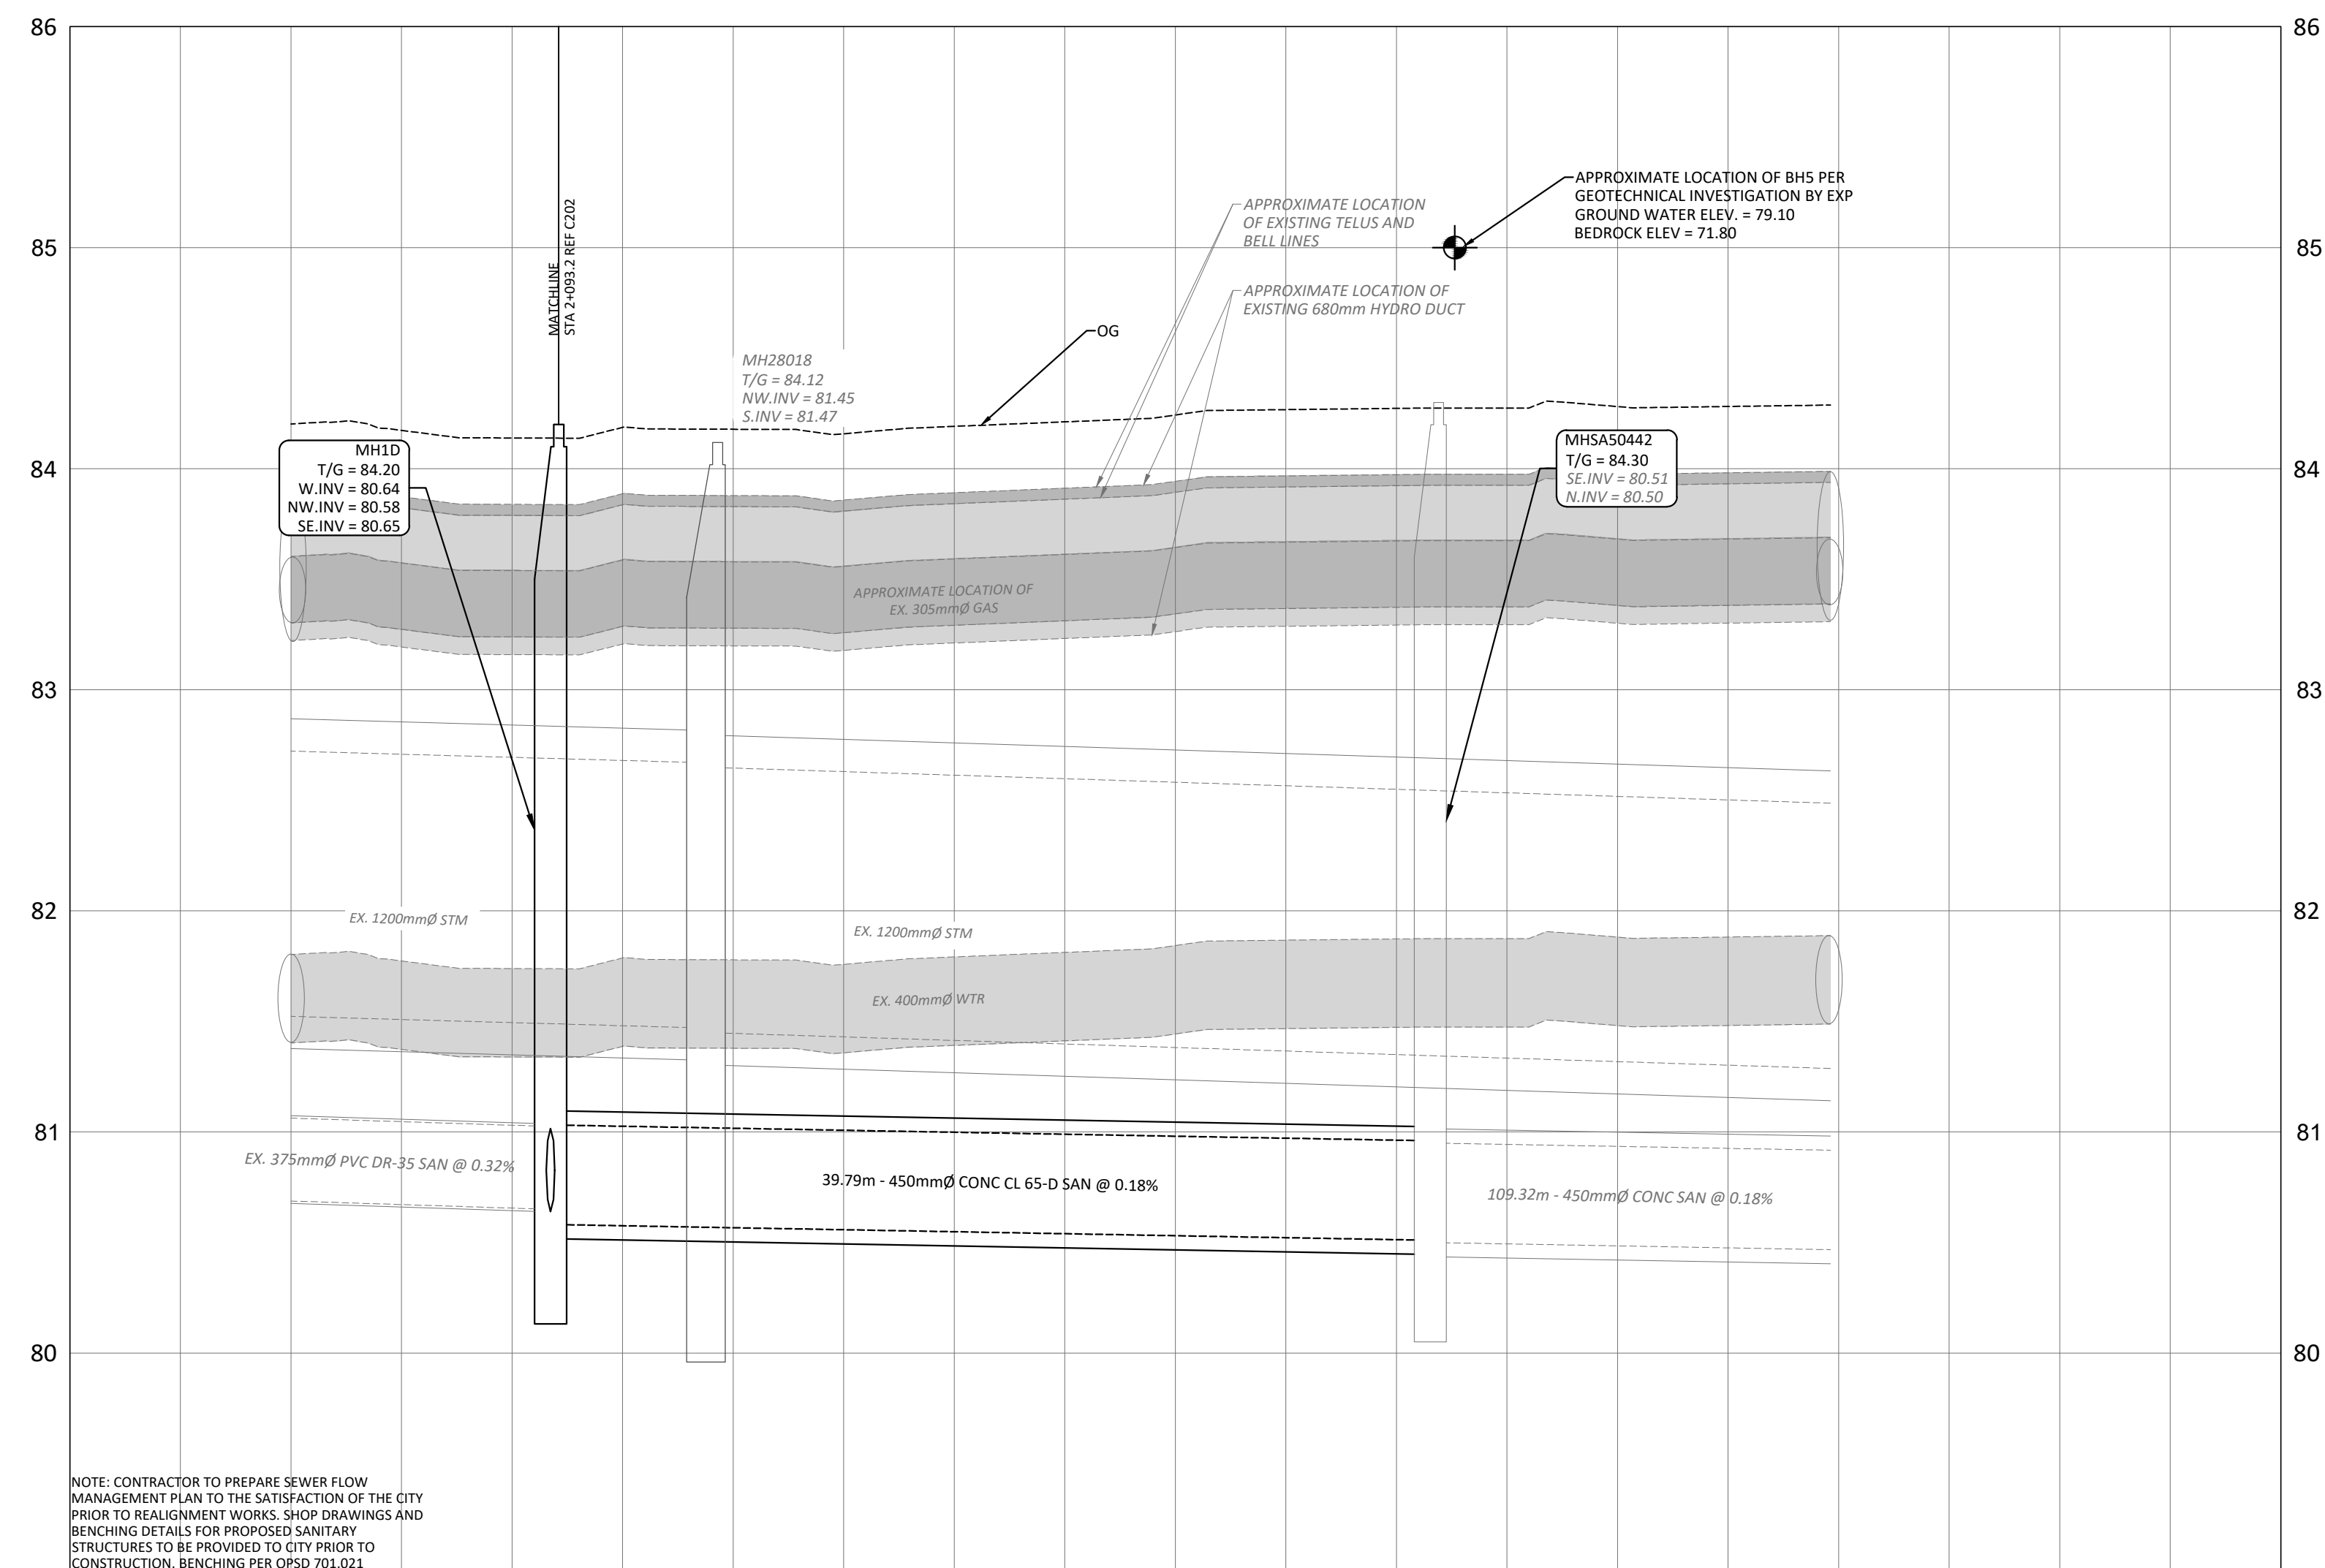 86
86
APPROXIMATE LOCATION OF BH5 PER
GEOTECHNICAL INVESTIGATION BY EXP
GROUND WATER ELEV. = 79.10
BEDROCK ELEV = 71.80
APPROXIMATE LOCATION
OF EXISTING TELUS AND
BELL LINES
85
85
MATCHLINE
STA 2+093.2 REF C202
APPROXIMATE LOCATION OF
EXISTING 680mm HYDRO DUCT
OG
MH28018
T/G = 84.12
NW.INV = 81.45
S.INV = 81.47
MH1D
T/G = 84.20
W.INV = 80.64
NW.INV = 80.58
SE.INV = 80.65
MHSA50442
T/G = 84.30
SE.INV = 80.51
N.INV = 80.50
84
84
APPROXIMATE LOCATION OF
EX. 305mmØ GAS
83
83
82
82
EX. 1200mmØ STM
EX. 1200mmØ STM
EX. 400mmØ WTR
81
81
EX. 375mmØ PVC DR-35 SAN @ 0.32%
39.79m - 450mmØ CONC CL 65-D SAN @ 0.18%
109.32m - 450mmØ CONC SAN @ 0.18%
80
80
NOTE: CONTRACTOR TO PREPARE SEWER FLOW
MANAGEMENT PLAN TO THE SATISFACTION OF THE CITY
PRIOR TO REALIGNMENT WORKS. SHOP DRAWINGS AND
BENCHING DETAILS FOR PROPOSED SANITARY
STRUCTURES TO BE PROVIDED TO CITY PRIOR TO
CONSTRUCTION. BENCHING PER OPSD 701.021